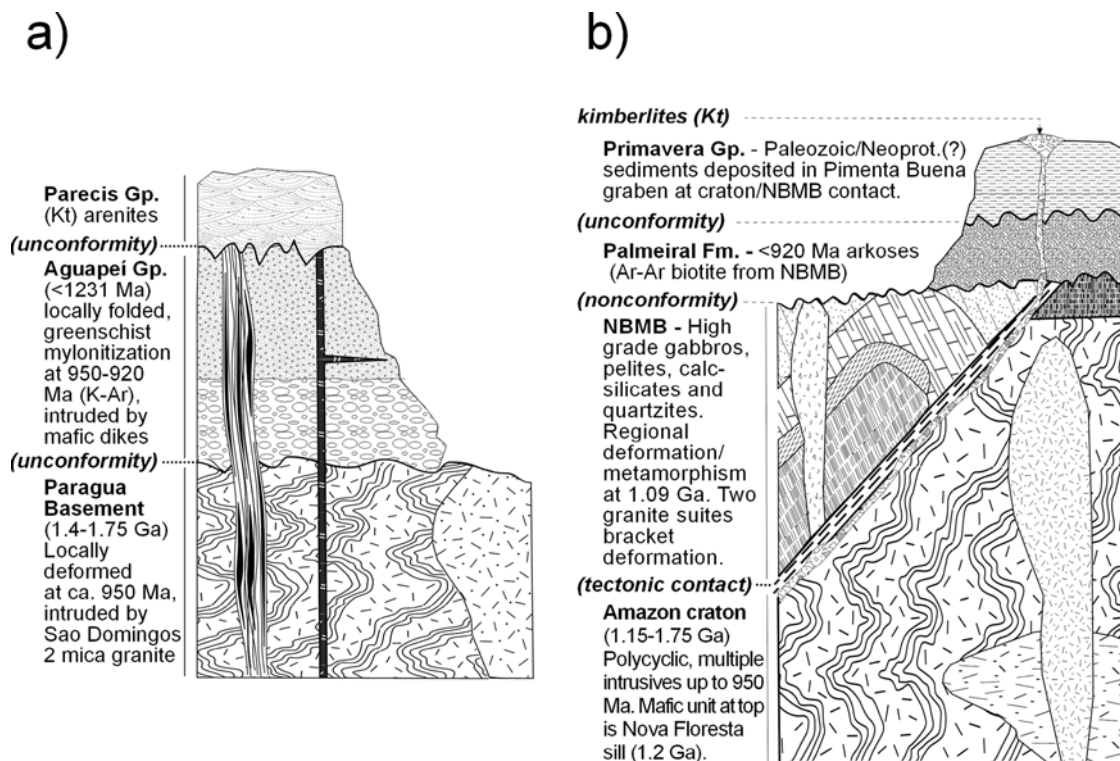 a)
Parecis Gp.
(Kt) arenites
(unconformity)
Aguapeí Gp.
(<1231 Ma)
locally folded,
greenschist
mylonitization
at 950-920
Ma (K-Ar),
intruded by
mafic dikes
(unconformity)
Paragua
Basement
(1.4-1.75 Ga)
Locally
deformed
at ca. 950 Ma,
intruded by
Sao Domingos
2 mica granite
b)
kimberlites (Kt)
Primavera Gp. - Paleozoic/Neoprot.(?)
sediments deposited in Pimenta Buena
graben at craton/NBMB contact.
(unconformity)
Palmeiral Fm. - <920 Ma arkoses
(Ar-Ar biotite from NBMB)
(nonconformity)
NBMB - High
grade gabbros,
pelites, calc-
silicates and
quartzites.
Regional
deformation/
metamorphism
at 1.09 Ga. Two
granite suites
bracket
deformation.
(tectonic contact)
Amazon craton
(1.15-1.75 Ga)
Polycyclic, multiple
intrusives up to 950
Ma. Mafic unit at top
is Nova Floresta
sill (1.2 Ga).